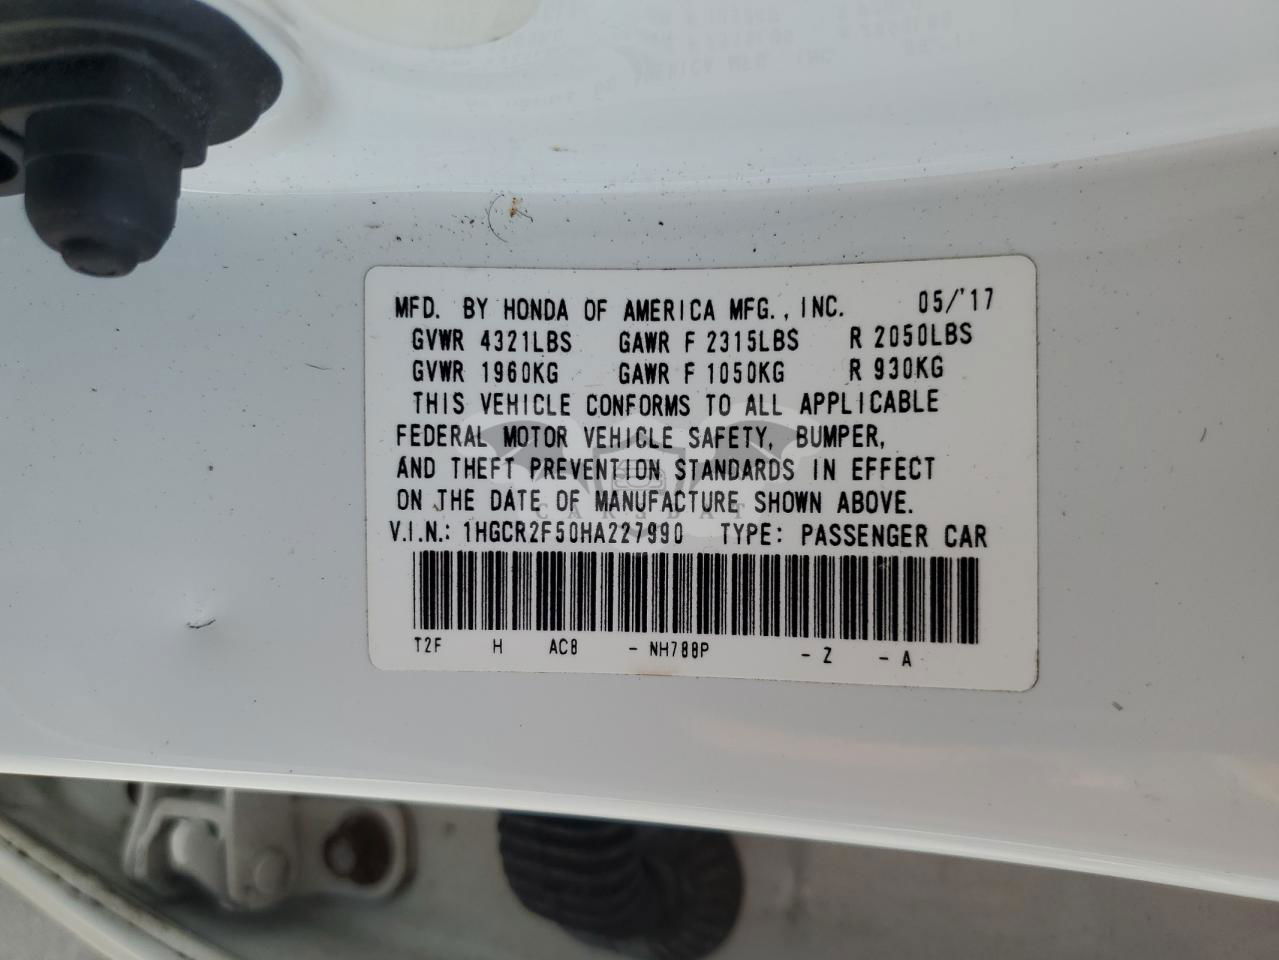 MFD. BY HONDA OF AMERICA MFG., INC. 05/'17
GVWR 4321LBS GAWR F 2315LBS R 2050LBS
GVWR 1960KG GAWR F 1050KG R 930KG
THIS VEHICLE CONFORMS TO ALL APPLICABLE
FEDERAL MOTOR VEHICLE SAFETY, BUMPER,
AND THEFT PREVENTION STANDARDS IN EFFECT
ON THE DATE OF MANUFACTURE SHOWN ABOVE.
V.I.N.: 1HGCR2F50HA227990 TYPE: PASSENGER CAR
T2F H AC8 - NH788P - Z - A